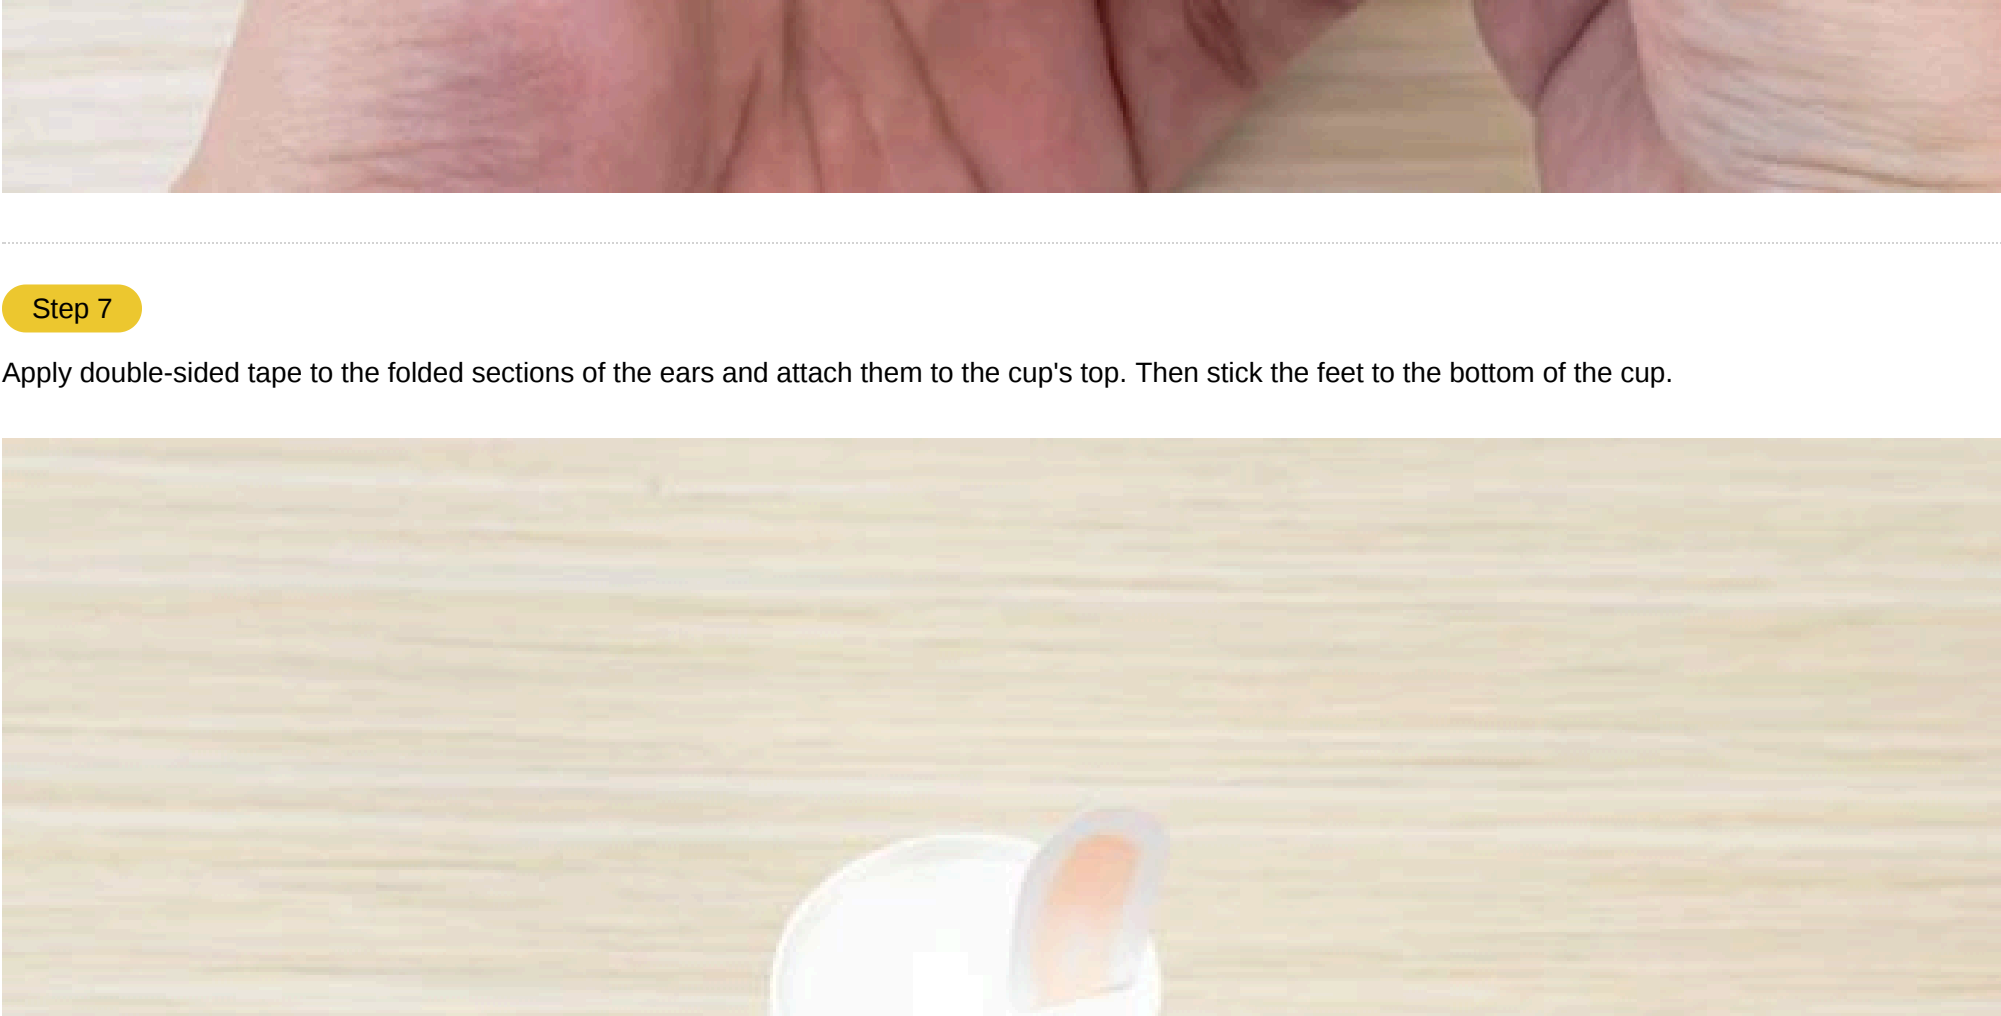 Step 7
Apply double-sided tape to the folded sections of the ears and attach them to the cup's top. Then stick the feet to the bottom of the cup.